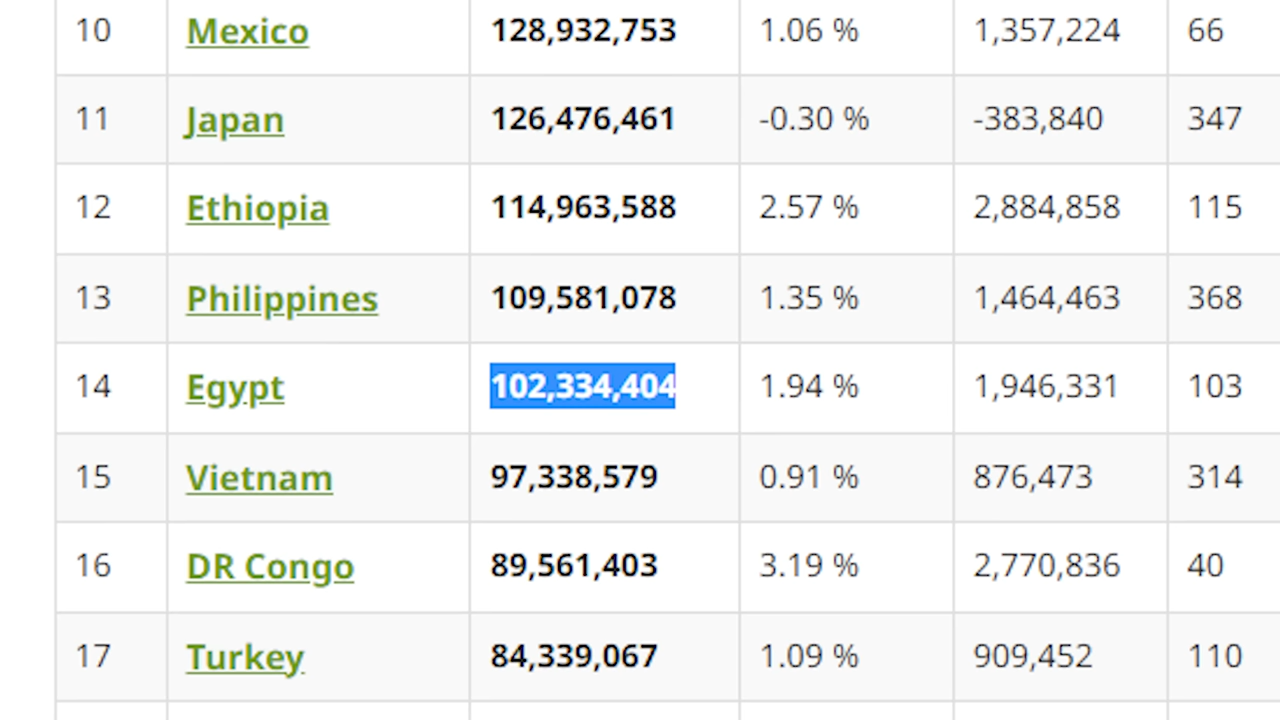 10 Mexico 128,932,753 1.06 % 1,357,224 66
11 Japan 126,476,461 -0.30 % -383,840 347
12 Ethiopia 114,963,588 2.57 % 2,884,858 115
13 Philippines 109,581,078 1.35 % 1,464,463 368
14 Egypt 102,334,404 1.94 % 1,946,331 103
15 Vietnam 97,338,579 0.91 % 876,473 314
16 DR Congo 89,561,403 3.19 % 2,770,836 40
17 Turkey 84,339,067 1.09 % 909,452 110